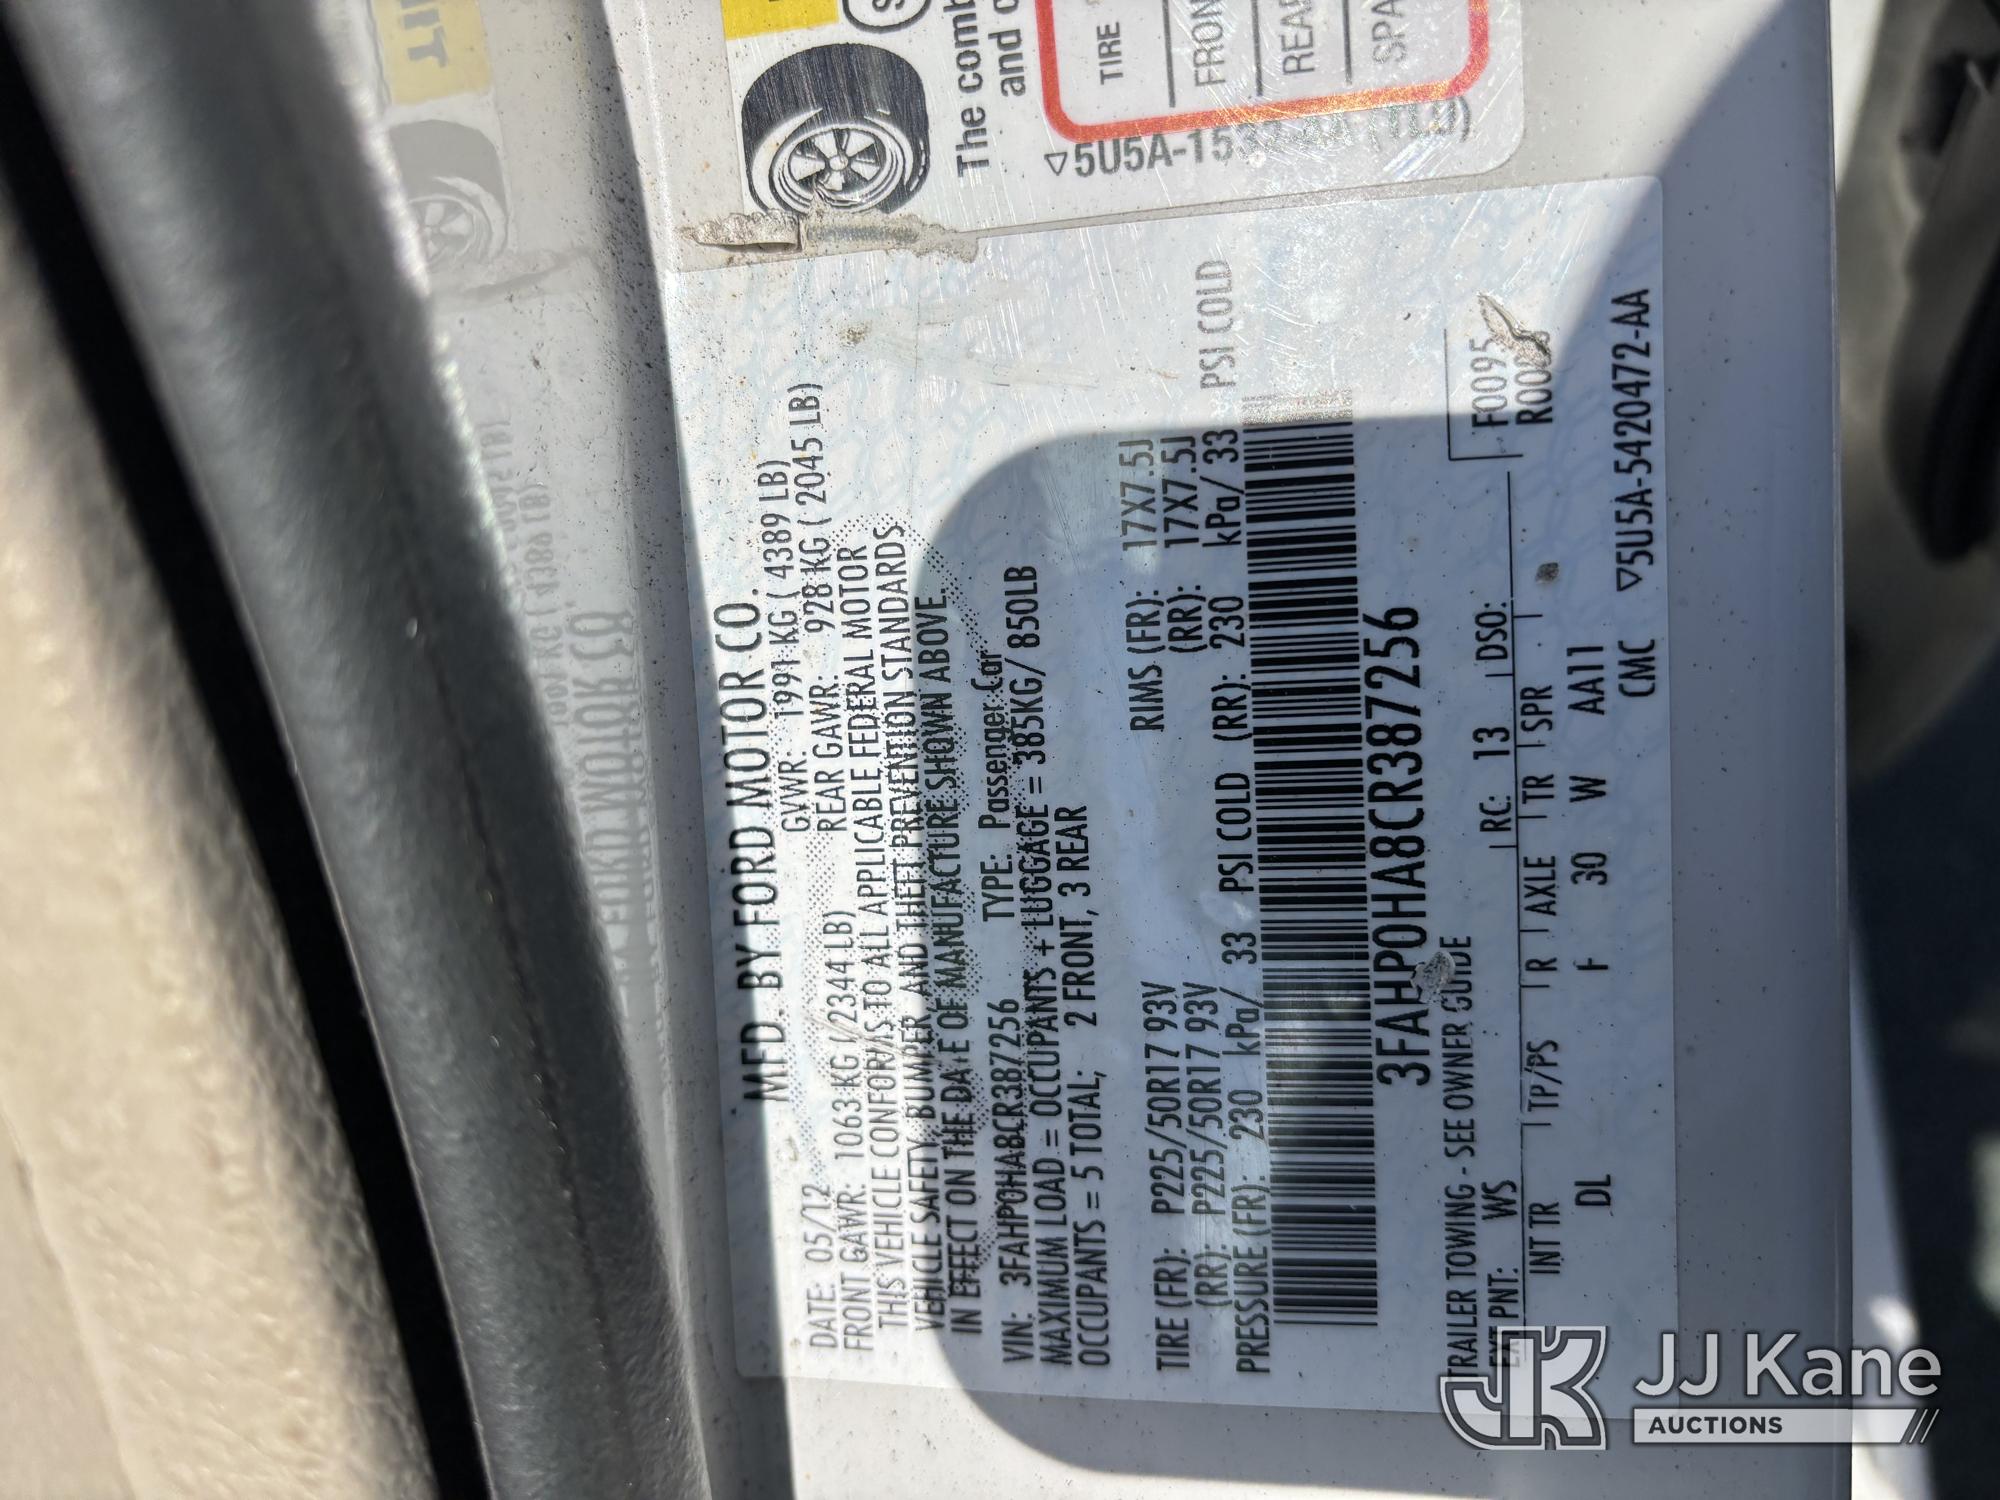 MFD. BY FORD MOTOR CO.
DATE: 05/12 GVWR: 1991 KG ( 4389 LB)
FRONT GAWR: 1063 KG (2344 LB) REAR GAWR: 928 KG ( 2045 LB)
THIS VEHICLE CONFORMS TO ALL APPLICABLE FEDERAL MOTOR
VEHICLE SAFETY, BUMPER, AND THEFT PREVENTION STANDARDS
IN EFFECT ON THE DATE OF MANUFACTURE SHOWN ABOVE.
VIN: 3FAHP0HA8CR387256 TYPE: Passenger Car
MAXIMUM LOAD = OCCUPANTS + LUGGAGE = 385KG/ 850LB
OCCUPANTS = 5 TOTAL; 2 FRONT, 3 REAR
TIRE (FR): P225/50R17 93V RIMS (FR): 17X7.5J
(RR): P225/50R17 93V (RR): 17X7.5J
PRESSURE (FR): 230 kPa/ 33 PSI COLD (RR): 230 kPa/ 33 PSI COLD
3FAHP0HA8CR387256
TRAILER TOWING - SEE OWNER GUIDE
F0095
EXT PNT: WS RC: 13 DSO:
INT TR TP/PS R AXLE TR SPR
DL F 30 W AA11
CMC ▽5U5A-5420472-AA
The comb
and
TIRE
FRON
REA
SPA
▽5U5A-1532
JK JJ Kane
AUCTIONS